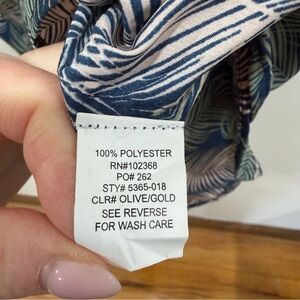 100% POLYESTER
RN#102368
PO# 262
STY# 5365-018
CLR# OLIVE/GOLD
SEE REVERSE
FOR WASH CARE